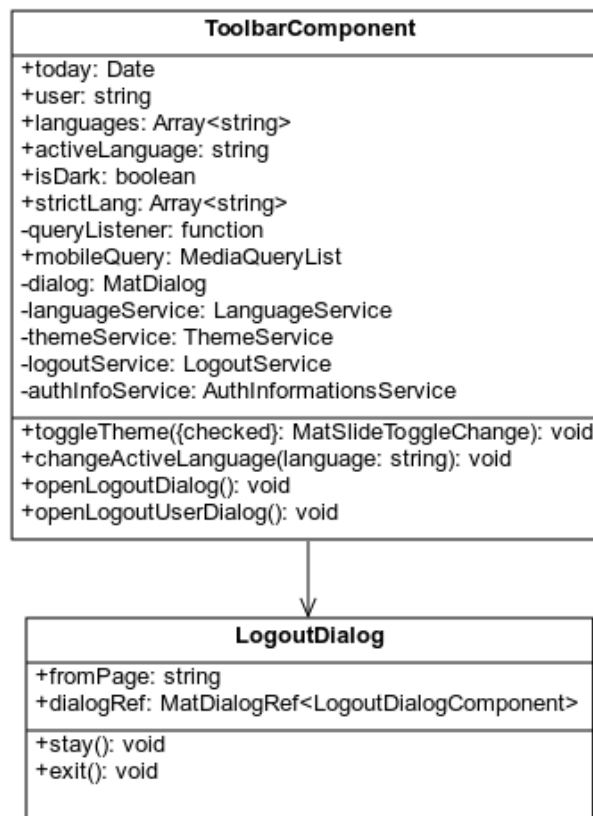 ToolbarComponent
+today: Date
+user: string
+languages: Array<string>
+activeLanguage: string
+isDark: boolean
+strictLang: Array<string>
-queryListener: function
+mobileQuery: MediaQueryList
-dialog: MatDialog
-languageService: LanguageService
-themeService: ThemeService
-logoutService: LogoutService
-authInfoService: AuthInformationsService
+toggleTheme({checked}: MatSlideToggleChange): void
+changeActiveLanguage(language: string): void
+openLogoutDialog(): void
+openLogoutUserDialog(): void
LogoutDialog
+fromPage: string
+dialogRef: MatDialogRef<LogoutDialogComponent>
+stay(): void
+exit(): void